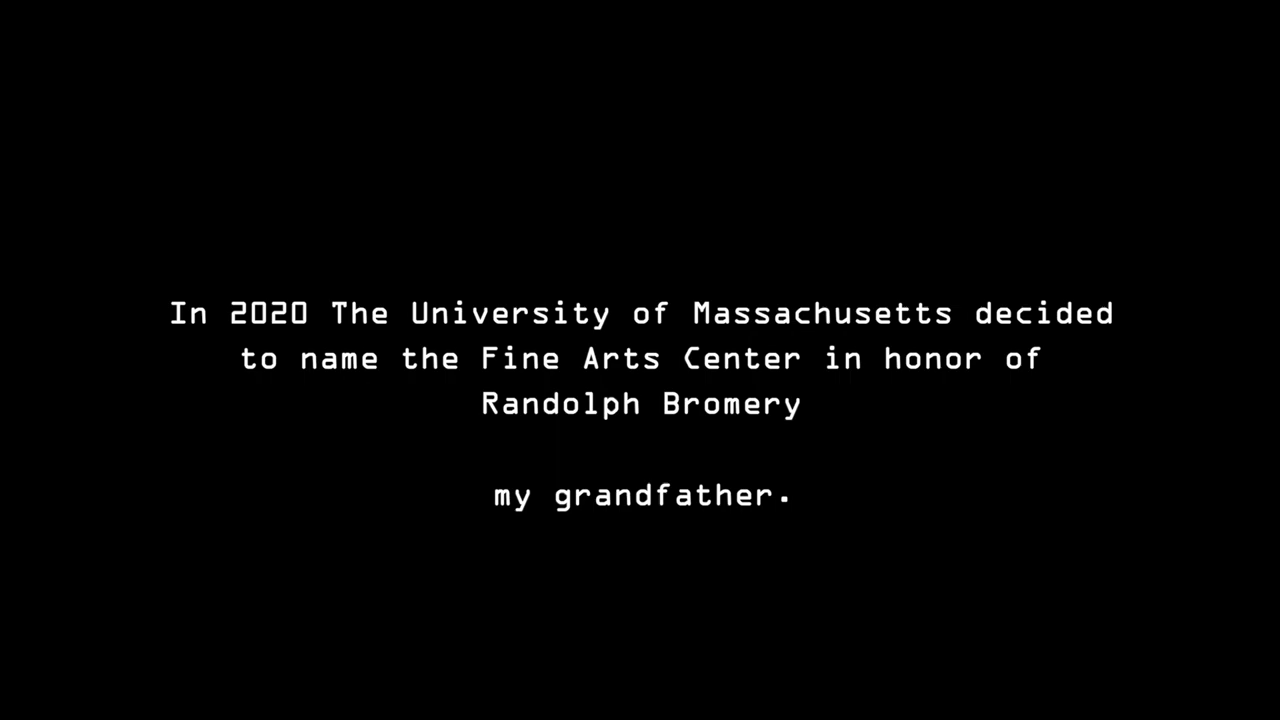 In 2020 The University of Massachusetts decided
to name the Fine Arts Center in honor of
Randolph Bromery
my grandfather.